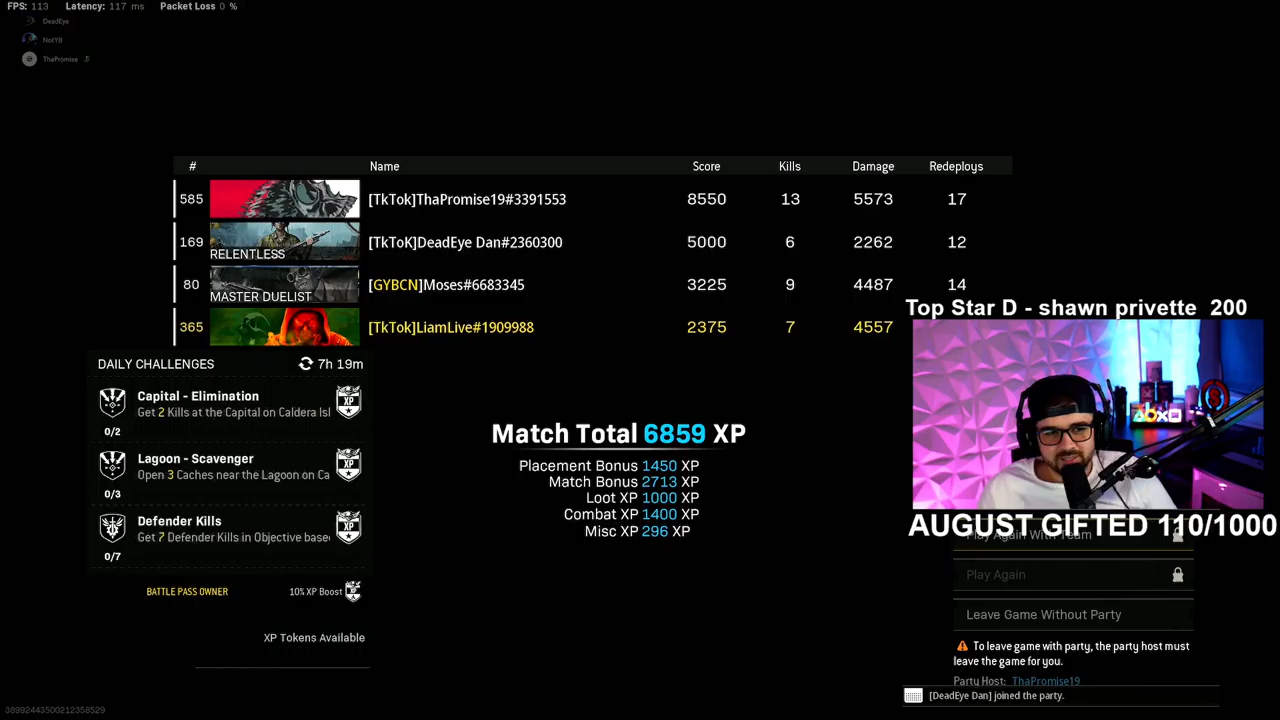 FPS: 113 Latency: 117 ms Packet Loss 0 %
DeadEye
NotYB
ThaPromise
# Name Score Kills Damage Redeploys
585 [TkTok]ThaPromise19#3391553 8550 13 5573 17
169 RELENTLESS [TkToK]DeadEye Dan#2360300 5000 6 2262 12
80 MASTER DUELIST [GYBCN]Moses#6683345 3225 9 4487 14
365 [TkTok]LiamLive#1909988 2375 7 4557
Top Star D - shawn privette 200
DAILY CHALLENGES 7h 19m
Capital - Elimination
Get 2 Kills at the Capital on Caldera Isl
0/2
XP
Lagoon - Scavenger
Open 3 Caches near the Lagoon on Ca
0/3
XP
Defender Kills
Get 7 Defender Kills in Objective base
0/7
XP
BATTLE PASS OWNER 10% XP Boost
XP Tokens Available
Match Total 6859 XP
Placement Bonus 1450 XP
Match Bonus 2713 XP
Loot XP 1000 XP
Combat XP 1400 XP
Misc XP 296 XP
AUGUST GIFTED 110/1000
Play Again With Team
Play Again
Leave Game Without Party
To leave game with party, the party host must
leave the game for you.
Party Host: ThaPromise19
[DeadEye Dan] joined the party.
38992443500212358529